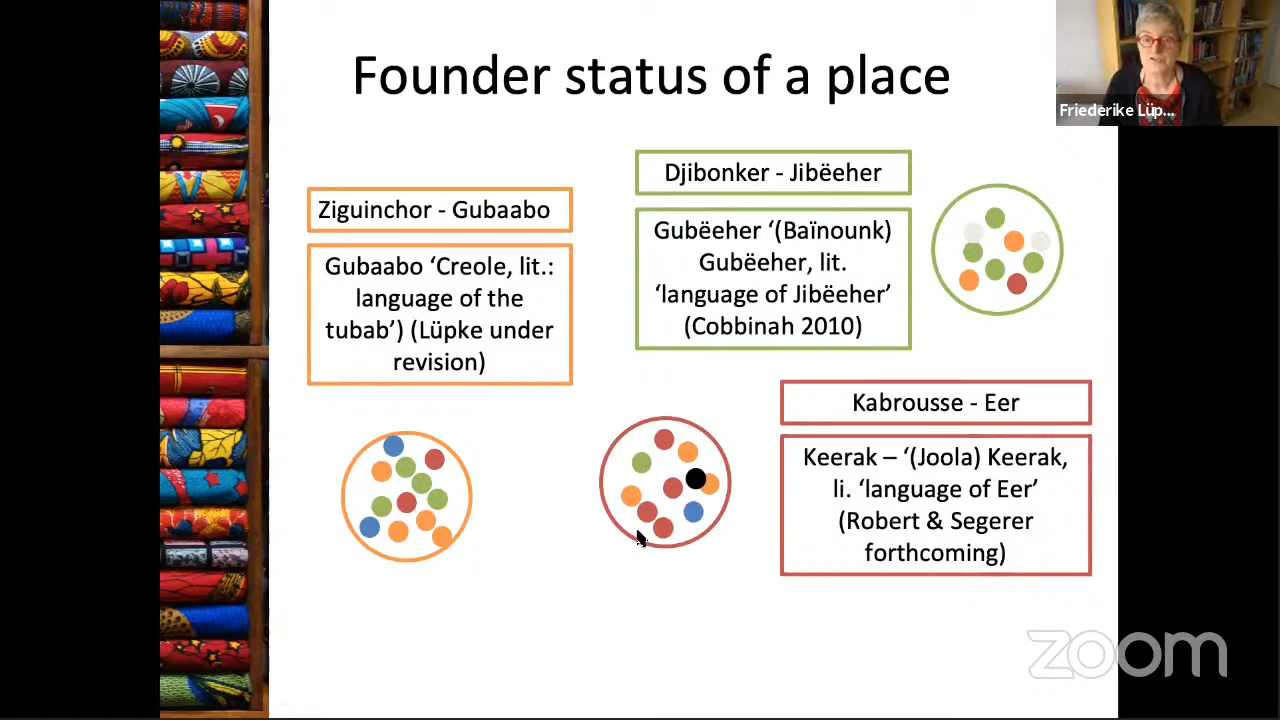 Founder status of a place
Friederike Lüp...
Ziguinchor - Gubaabo
Gubaabo ‘Creole, lit.:
language of the
tubab’) (Lüpke under
revision)
Djibonker - Jibëeher
Gubëeher ‘(Baïnounk)
Gubëeher, lit.
‘language of Jibëeher’
(Cobbinah 2010)
Kabrousse - Eer
Keerak – ‘(Joola) Keerak,
li. ‘language of Eer’
(Robert & Segerer
forthcoming)
zoom